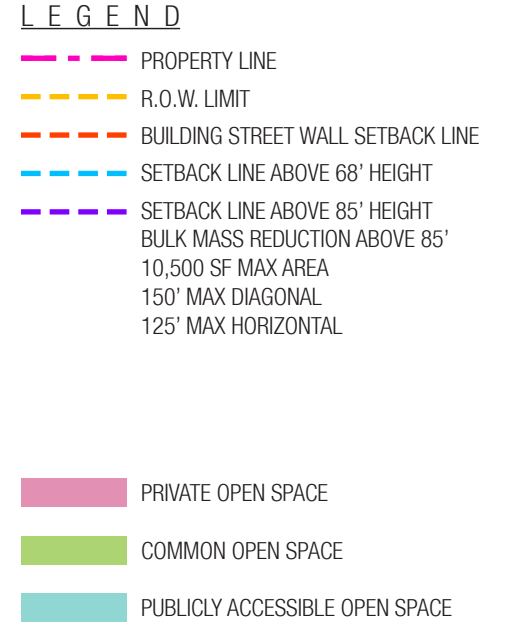 LEGEND
PROPERTY LINE
R.O.W. LIMIT
BUILDING STREET WALL SETBACK LINE
SETBACK LINE ABOVE 68’ HEIGHT
SETBACK LINE ABOVE 85’ HEIGHT
BULK MASS REDUCTION ABOVE 85’
10,500 SF MAX AREA
150’ MAX DIAGONAL
125’ MAX HORIZONTAL
PRIVATE OPEN SPACE
COMMON OPEN SPACE
PUBLICLY ACCESSIBLE OPEN SPACE